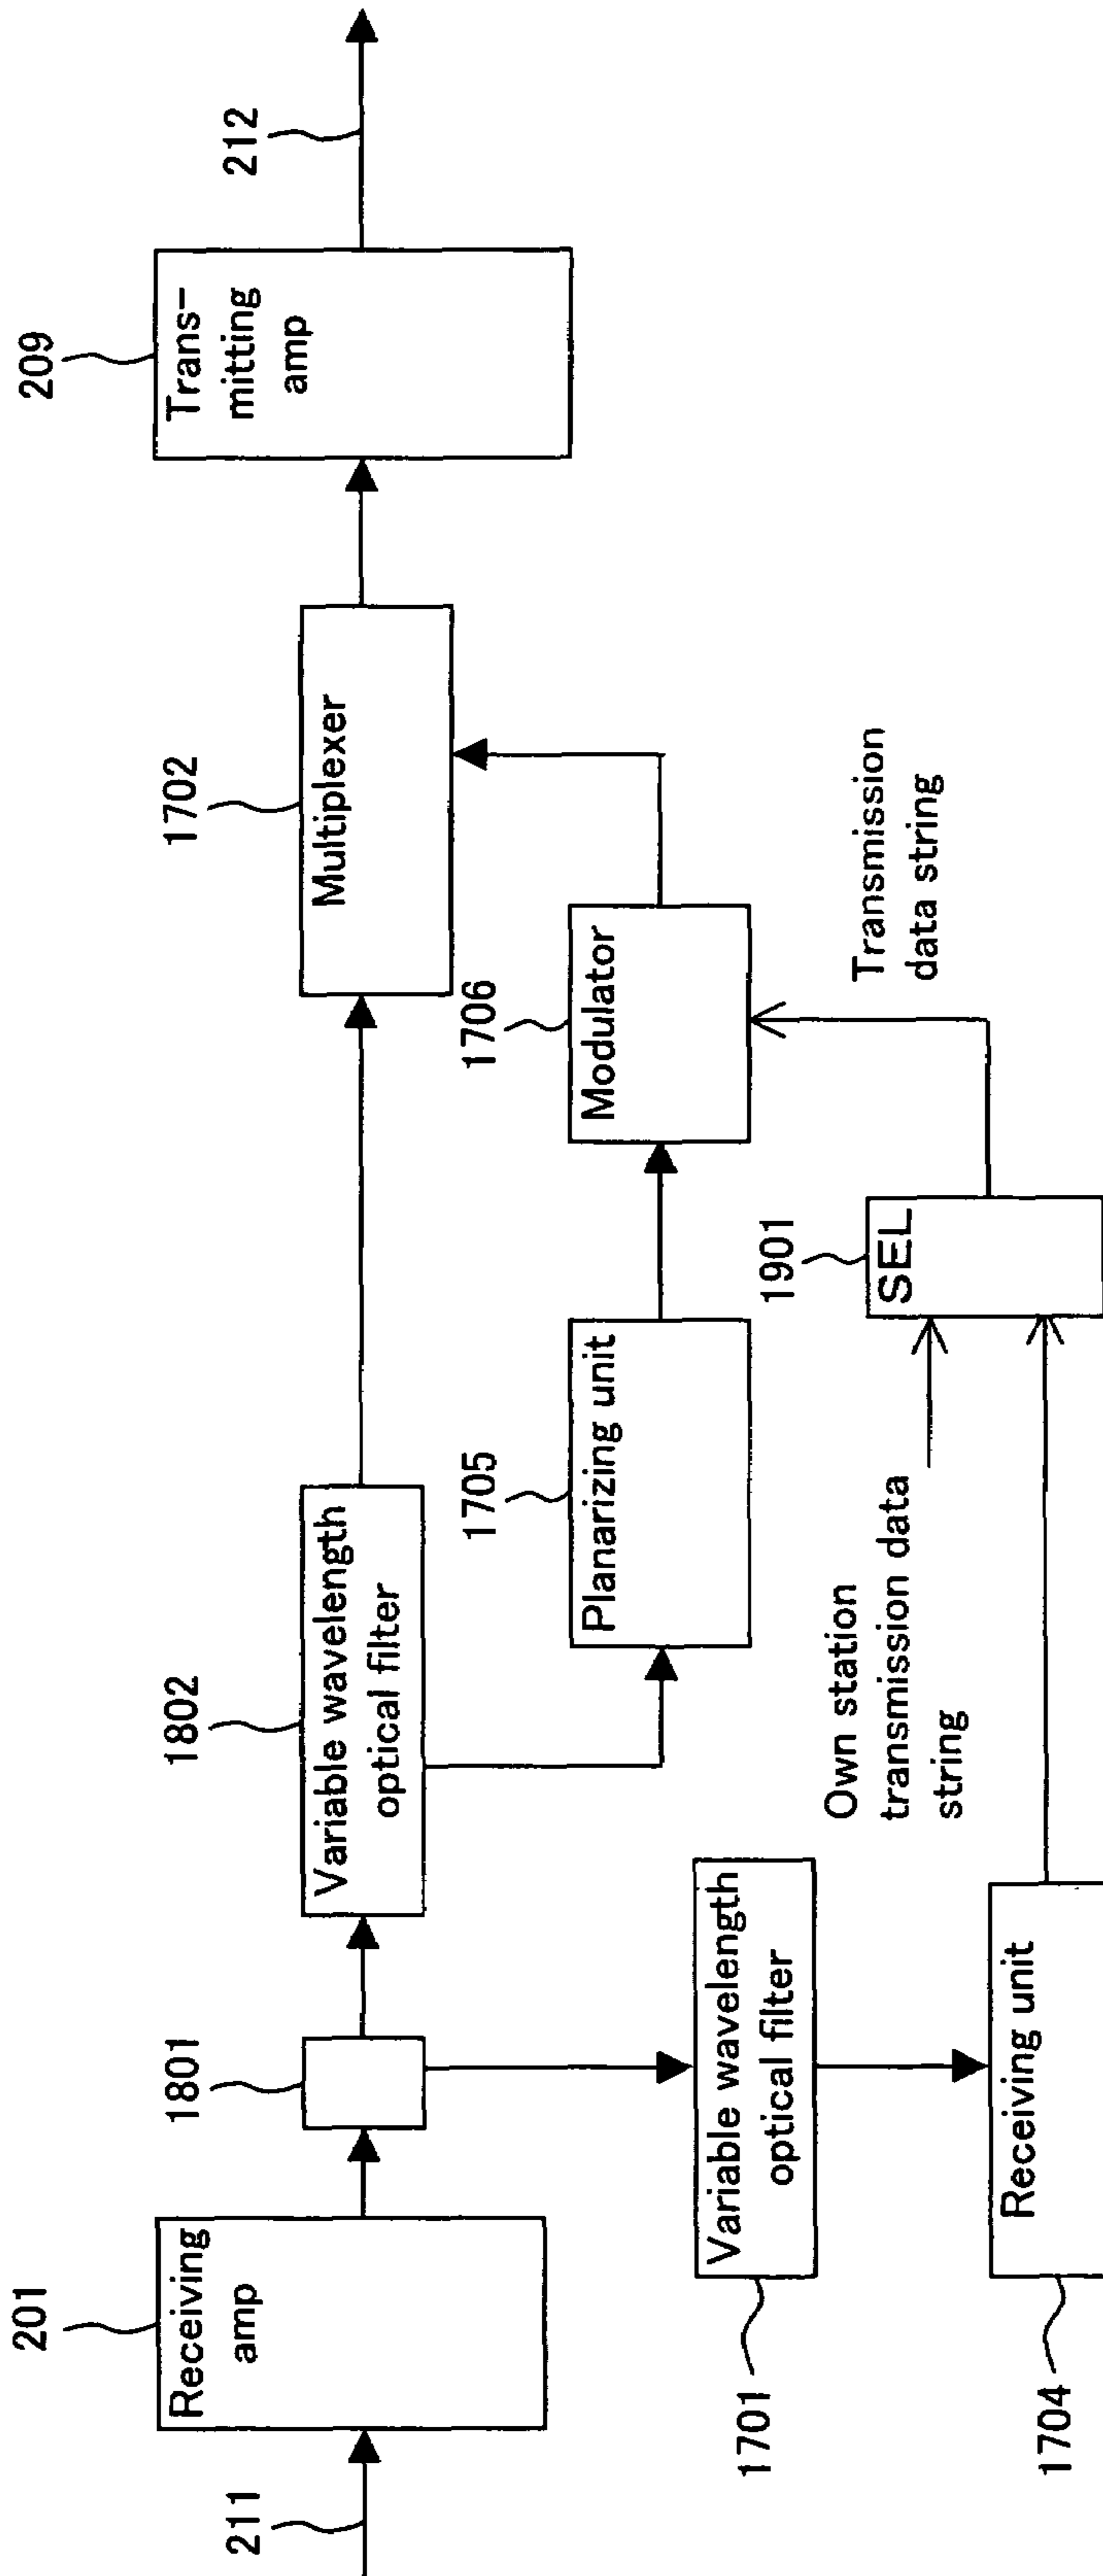 211
201
Receiving
amp
1801
1802
Variable wavelength
optical filter
1702
Multiplexer
209
Trans-
mitting
amp
212
1705
Planarizing unit
1706
Modulator
1701
Variable wavelength
optical filter
1704
Receiving unit
Own station
transmission data
string
1901
SEL
Transmission
data string